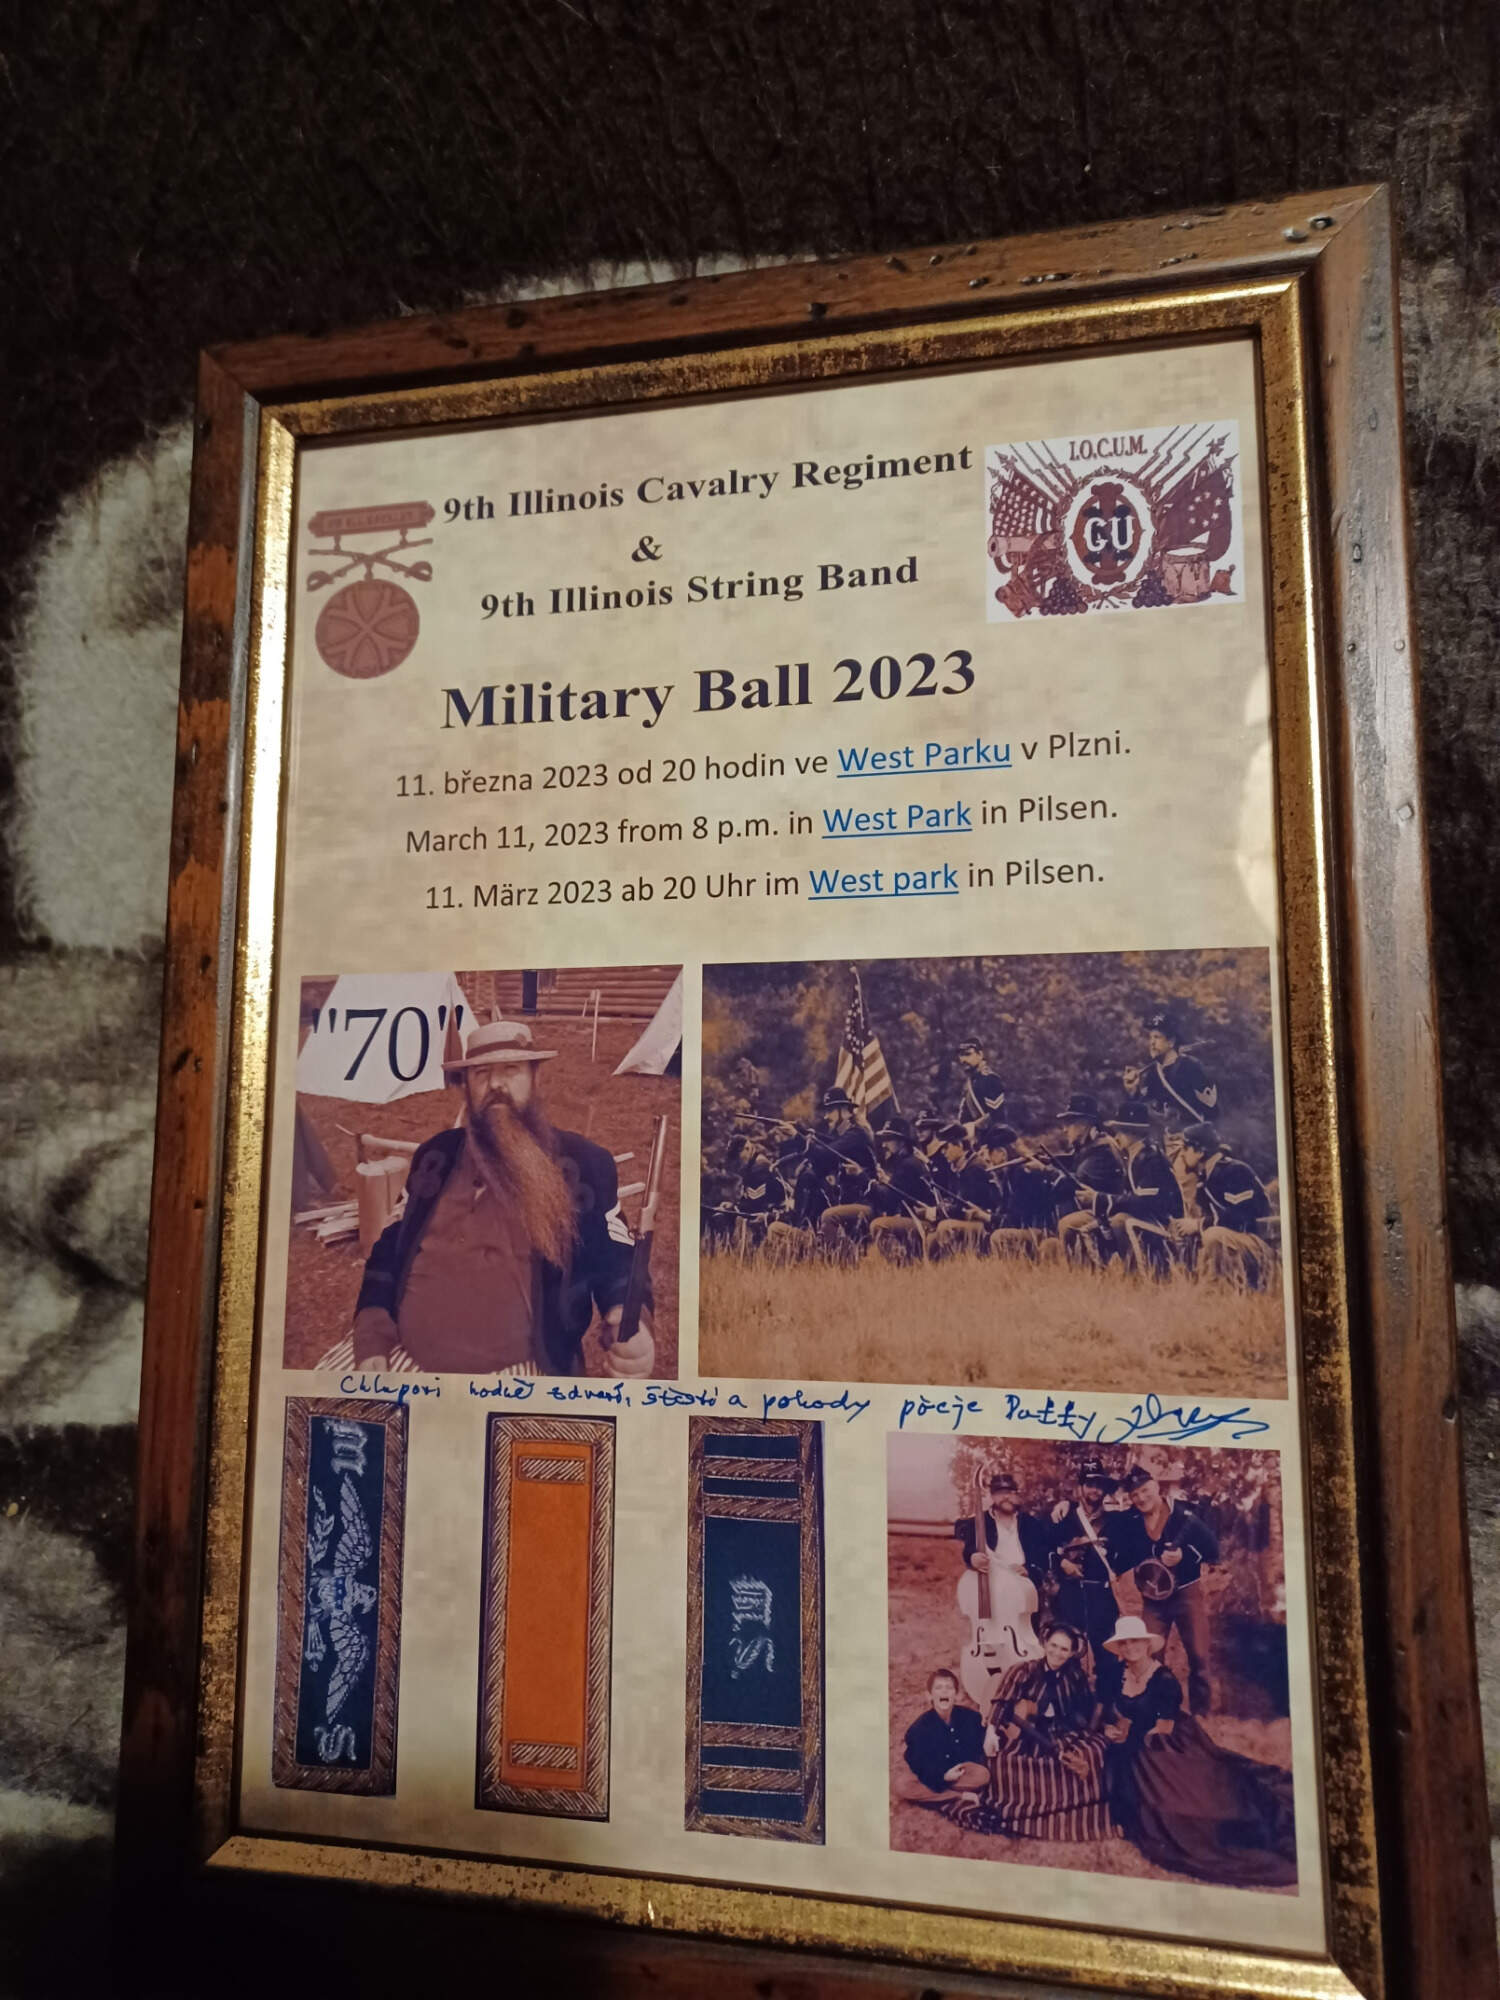 9th Illinois Cavalry Regiment
&
9th Illinois String Band
I.O.C.U.M.
GU
Military Ball 2023
11. března 2023 od 20 hodin ve West Parku v Plzni.
March 11, 2023 from 8 p.m. in West Park in Pilsen.
11. März 2023 ab 20 Uhr im West park in Pilsen.
"70"
Chlupovi hodně zdraví, štěstí a pohody přeje Patty
M.S.